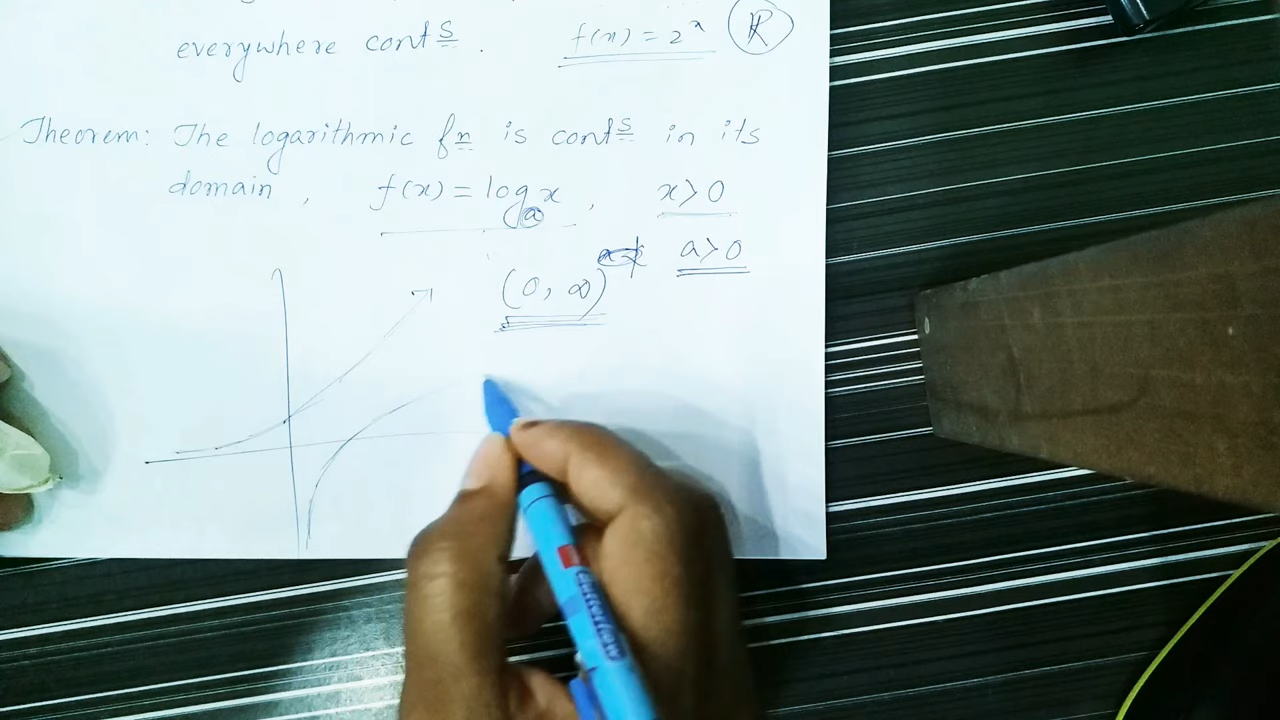 everywhere conts. f(x) = 2ˣ ℝ
Theorem: The logarithmic fn is conts in its
domain, f(x) = logₐx, x>0
a>0
(0, ∞)